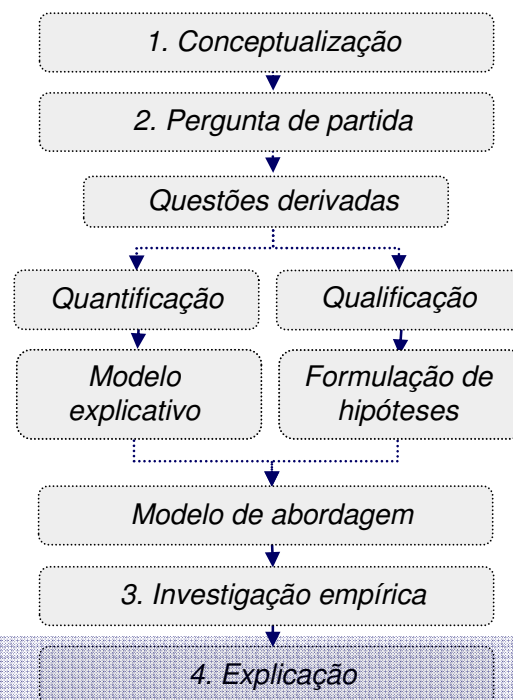 1. Conceptualização
2. Pergunta de partida
Questões derivadas
Quantificação
Qualificação
Modelo
explicativo
Formulação de
hipóteses
Modelo de abordagem
3. Investigação empírica
4. Explicação